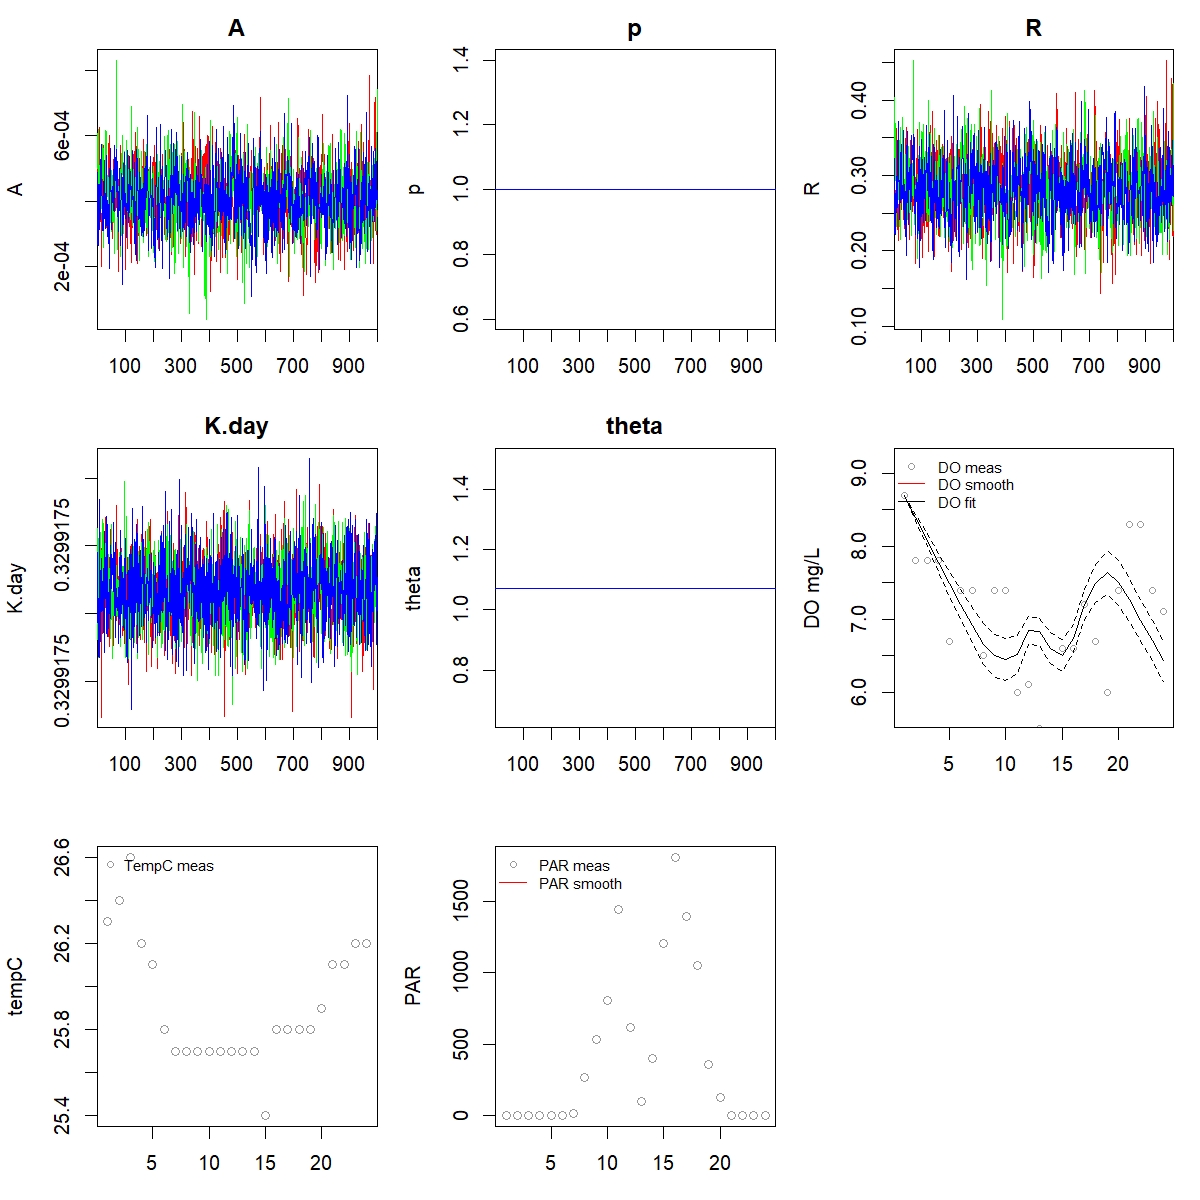 A
p
R
A
6e-04
2e-04
100 300 500 700 900
p
1.4
1.2
1.0
0.8
0.6
100 300 500 700 900
R
0.40
0.30
0.20
0.10
100 300 500 700 900
K.day
theta
K.day
0.3299175
0.3299175
100 300 500 700 900
theta
1.4
1.2
1.0
0.8
100 300 500 700 900
DO mg/L
9.0
8.0
7.0
6.0
DO meas
DO smooth
DO fit
5 10 15 20
tempC
26.6
26.2
25.8
25.4
TempC meas
5 10 15 20
PAR
1500
1000
500
0
PAR meas
PAR smooth
5 10 15 20